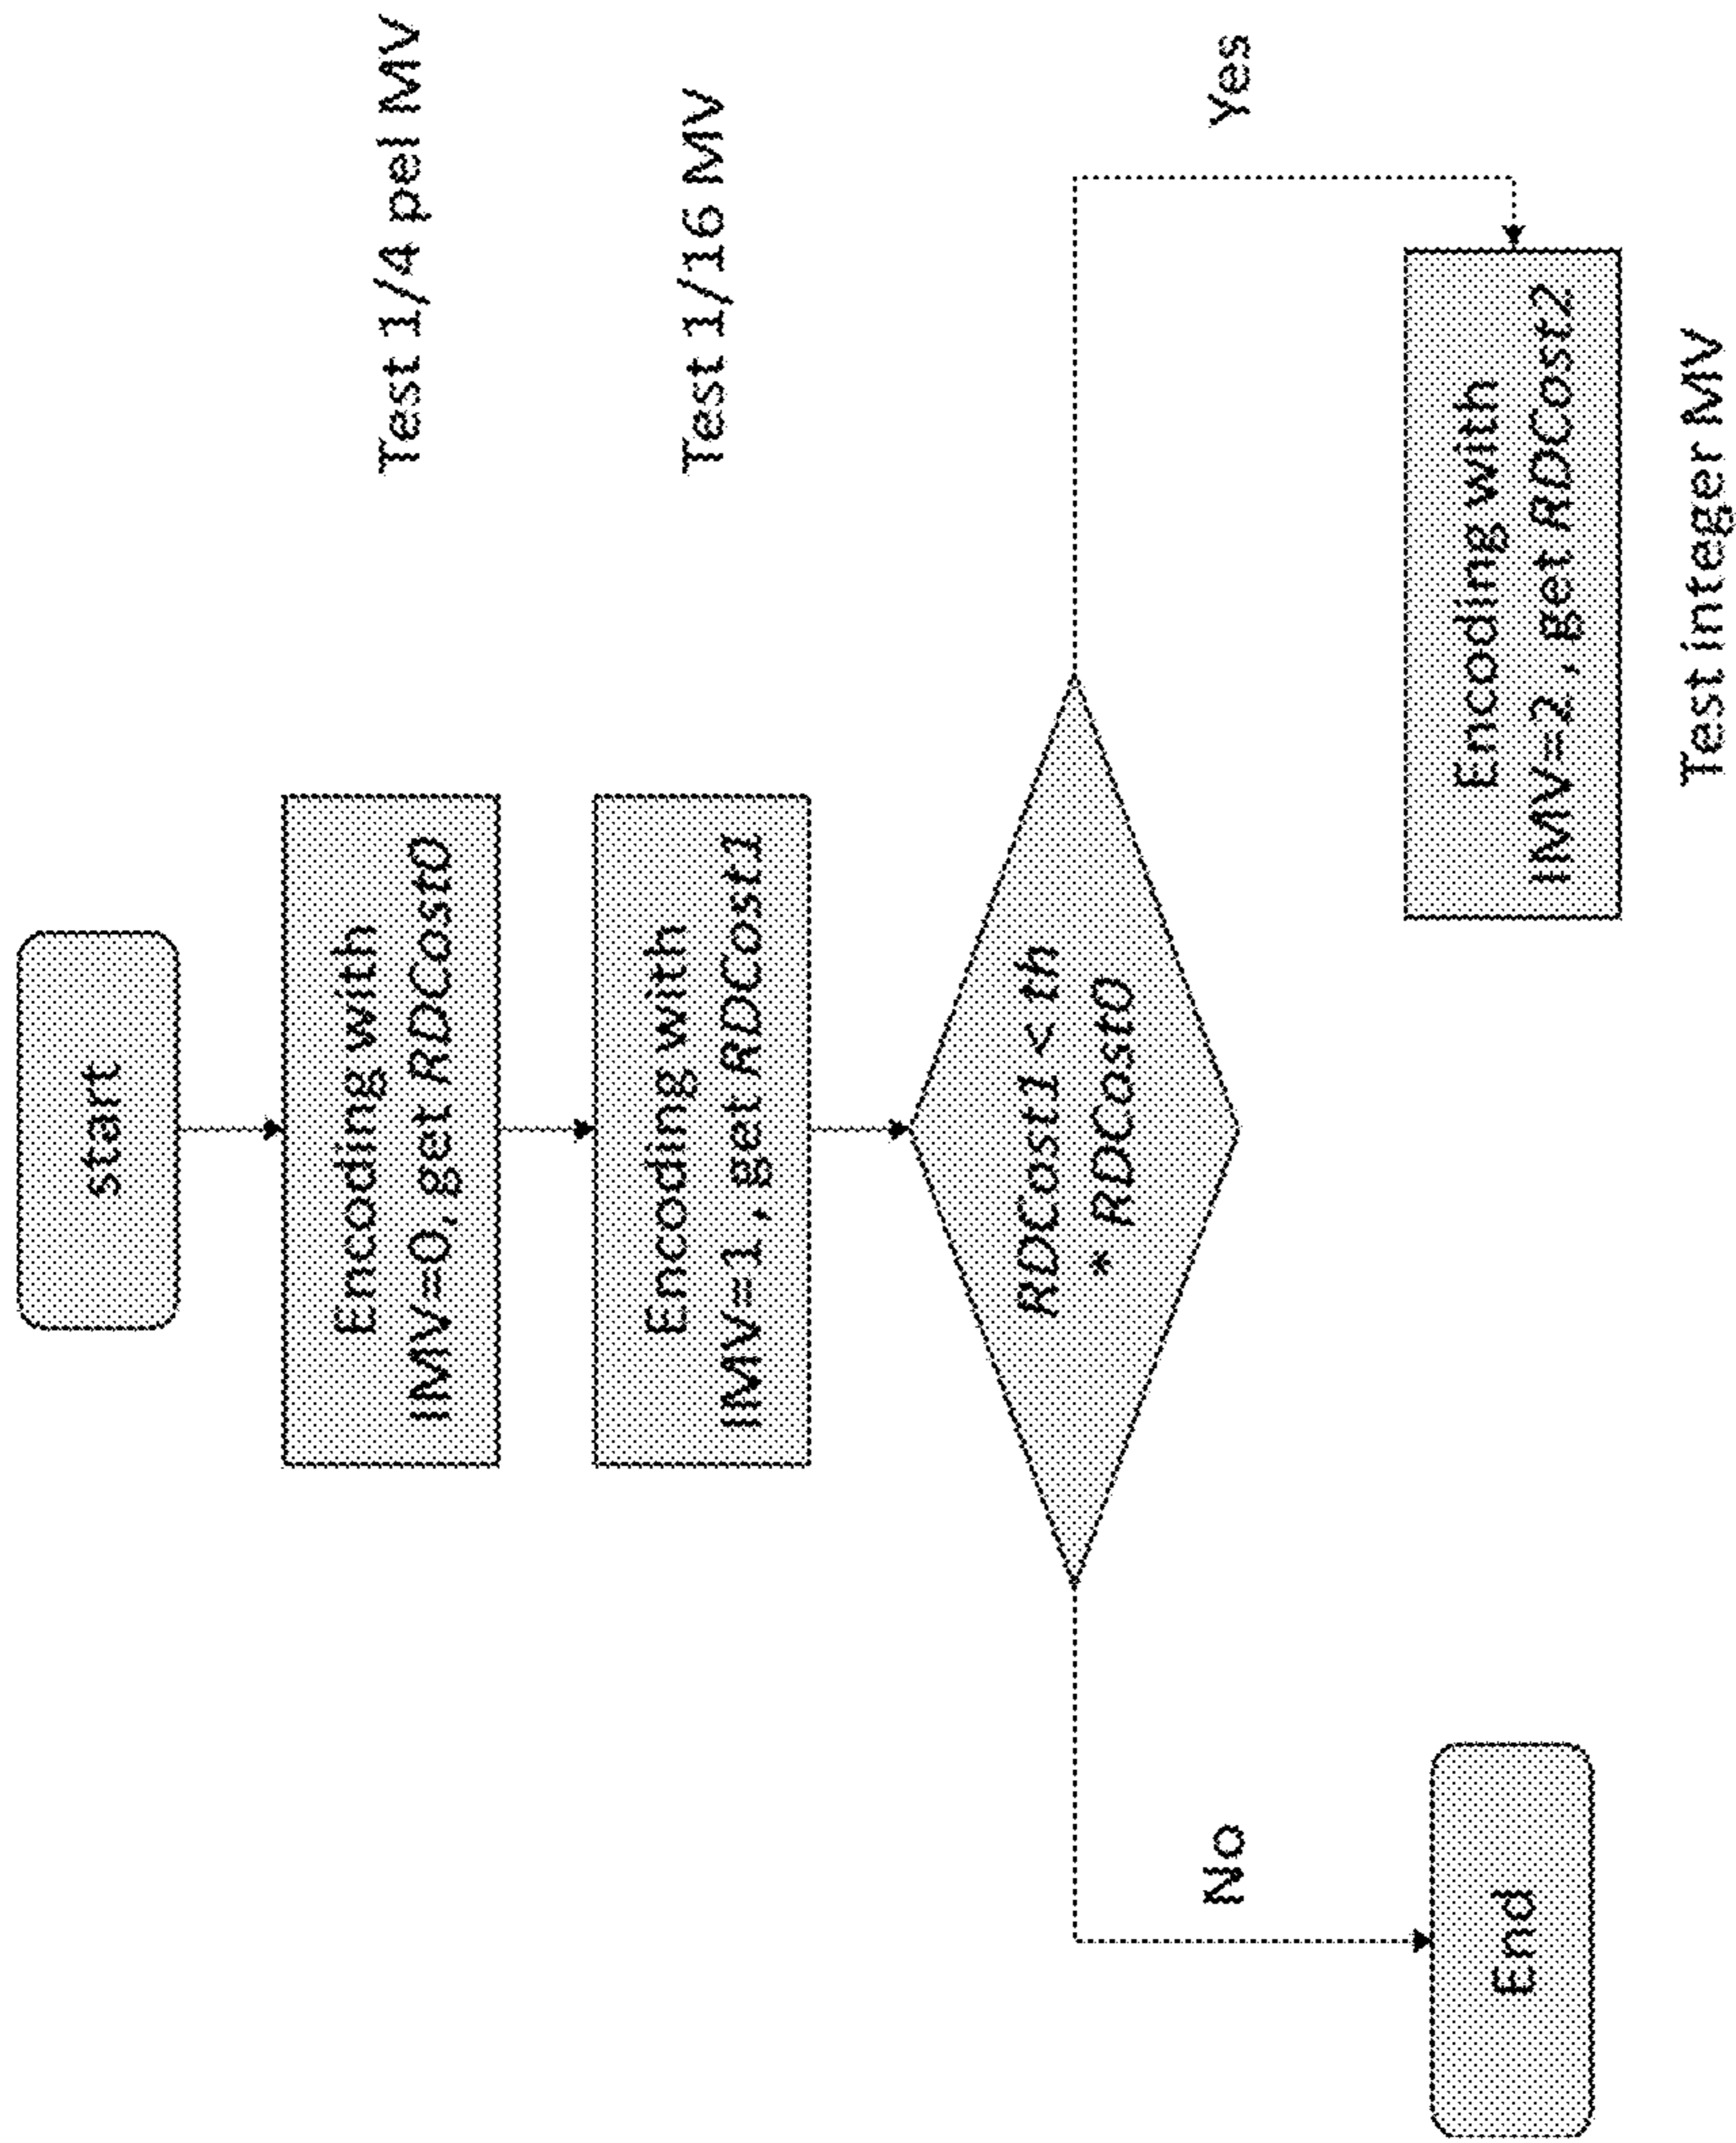 start
Encoding with
IMV=0, get RDCost0
Test 1/4 pel MV
Encoding with
IMV=1 , get RDCost1
Test 1/16 MV
RDCost1 < th
* RDCost0
No
Yes
End
Encoding with
IMV=2 , get RDCost2
Test integer MV